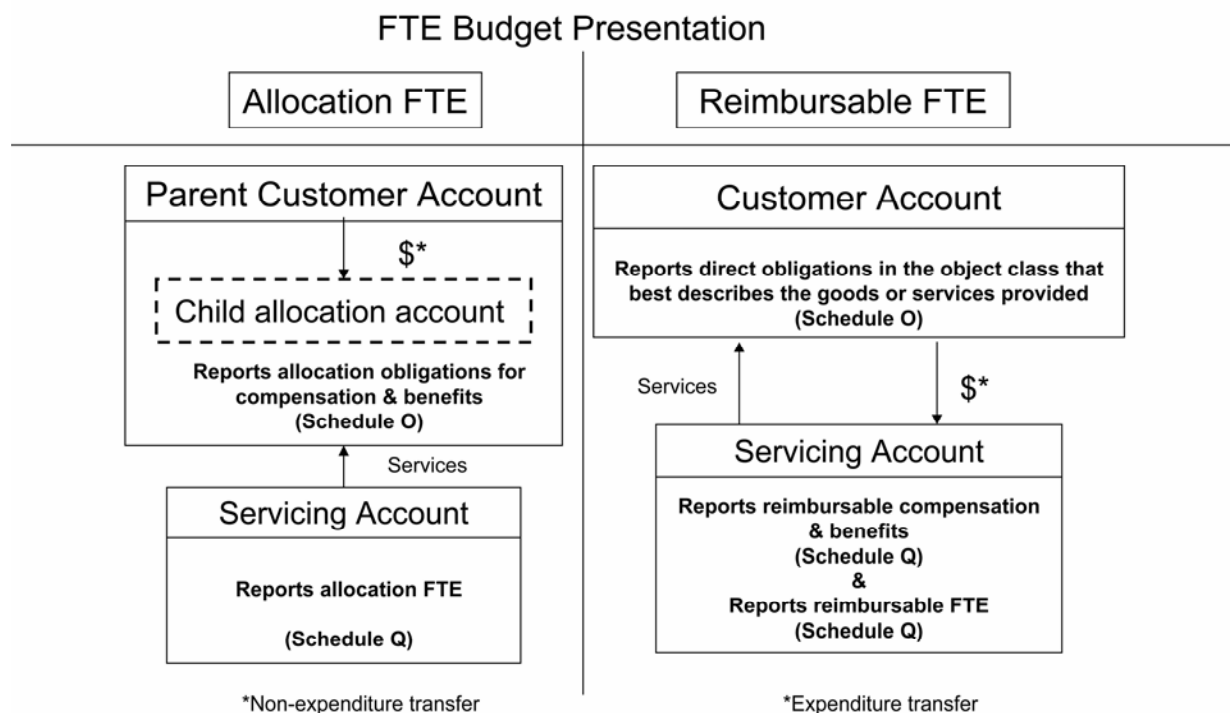 FTE Budget Presentation
Allocation FTE
Parent Customer Account
$*
Child allocation account
Reports allocation obligations for
compensation & benefits
(Schedule O)
Services
Servicing Account
Reports allocation FTE
(Schedule Q)
*Non-expenditure transfer
Reimbursable FTE
Customer Account
Reports direct obligations in the object class that
best describes the goods or services provided
(Schedule O)
Services
$*
Servicing Account
Reports reimbursable compensation
& benefits
(Schedule Q)
&
Reports reimbursable FTE
(Schedule Q)
*Expenditure transfer